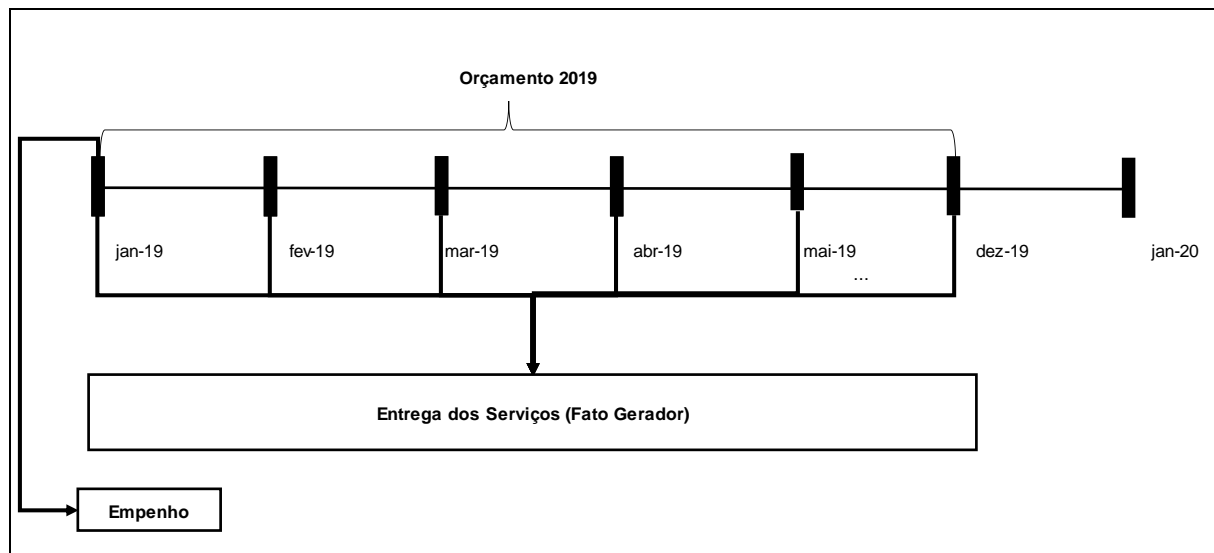 Orçamento 2019
jan-19
fev-19
mar-19
abr-19
mai-19
...
dez-19
jan-20
Entrega dos Serviços (Fato Gerador)
Empenho